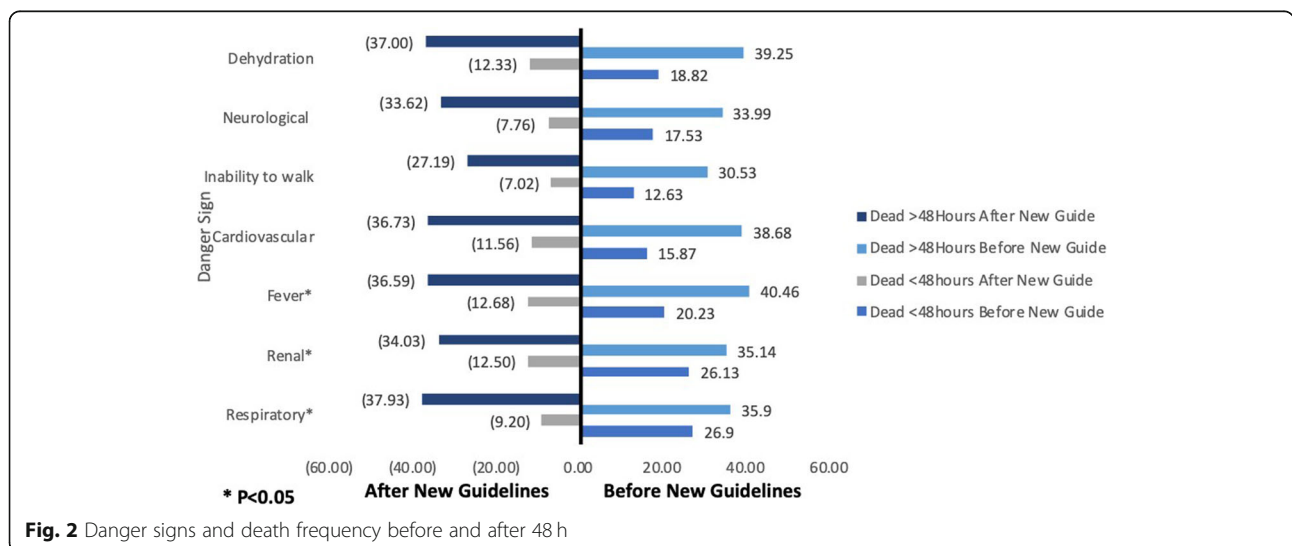 (37.00)
Dehydration 39.25
(12.33) 18.82
(33.62)
Neurological 33.99
(7.76) 17.53
(27.19)
Inability to walk 30.53
(7.02) 12.63
(36.73)
Cardiovascular 38.68
(11.56) 15.87
(36.59)
Fever* 40.46
(12.68) 20.23
(34.03)
Renal* 35.14
(12.50) 26.13
(37.93)
Respiratory* 35.9
(9.20) 26.9
Danger Sign
Dead >48Hours After New Guide
Dead >48Hours Before New Guide
Dead <48hours After New Guide
Dead <48hours Before New Guide
(60.00) (40.00) (20.00) 0.00 20.00 40.00 60.00
* P<0.05 After New Guidelines Before New Guidelines
Fig. 2 Danger signs and death frequency before and after 48 h